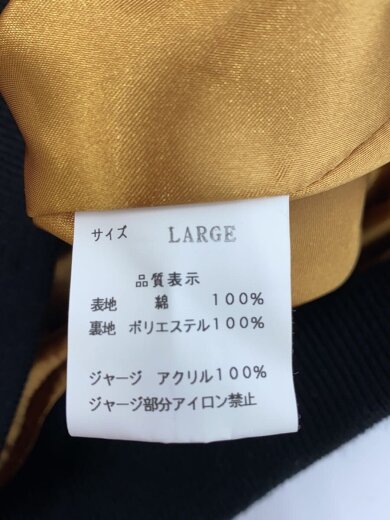 サイズ LARGE
品質表示
表地 綿 100%
裏地 ポリエステル100%
ジャージ アクリル100%
ジャージ部分アイロン禁止